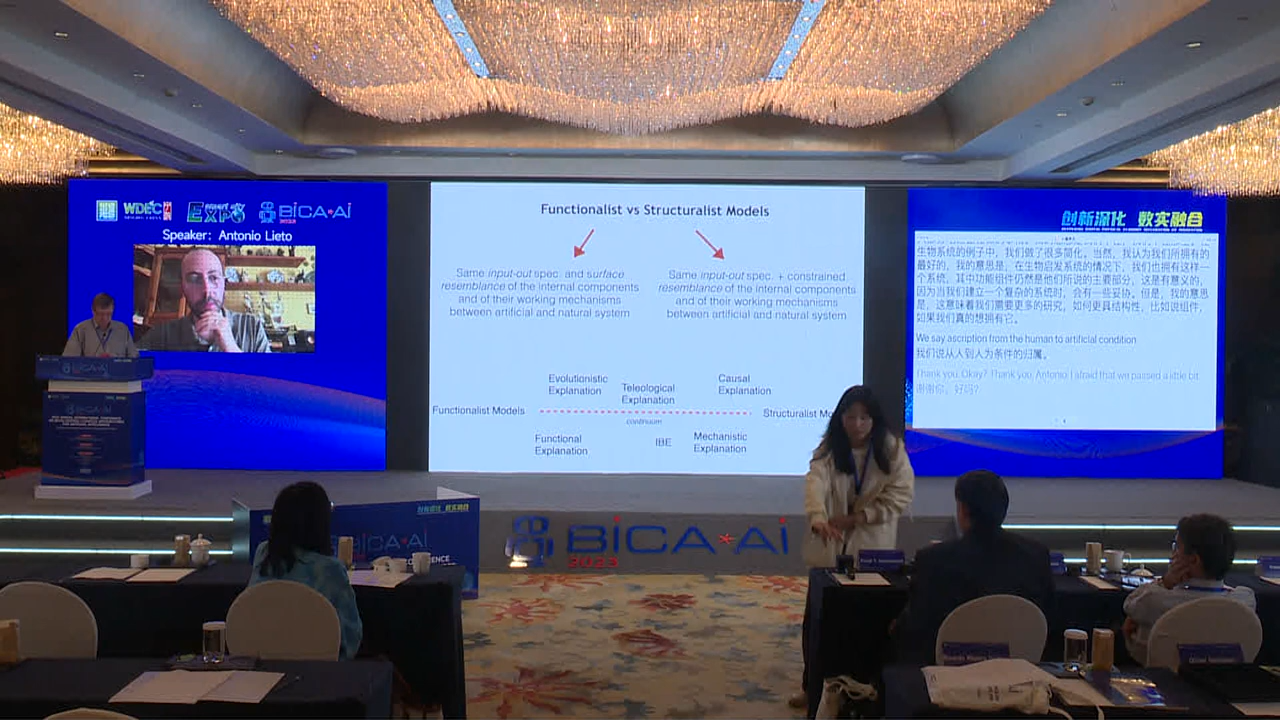 WDEC
EXPO
BiCA*Ai
Speaker: Antonio Lieto
Functionalist vs Structuralist Models
Same input-out spec. and surface
resemblance of the internal components
and of their working mechanisms
between artificial and natural system
Same input-out spec. + constrained
resemblance of the internal components
and of their working mechanisms
between artificial and natural system
Evolutionistic
Explanation
Teleological
Explanation
Causal
Explanation
Functionalist Models
continuum
Structuralist Mo
Functional
Explanation
IBE
Mechanistic
Explanation
创新深化 数实融合
生物系统的例子中，我们做了很多简化。当然，我认为我们所拥有的
最好的，我的意思是，在生物启发系统的情况下，我们也拥有这样一
个系统，其中功能组件仍然是他们所说的主要部分，这是有意义的，
因为当我们建立一个复杂的系统时，会有一些妥协。但是，我的意思
是，这意味着我们需要更多的研究，如何更具结构性，比如说组件，
如果我们真的想拥有它。
We say ascription from the human to artificial condition
我们说从人到人为条件的归属。
Thank you. Okay? Thank you, Antonio. I afraid that we passed a little bit
谢谢你，好吗？
BiCA*Ai
创新深化 数实融合
BiCA*Ai
BiCA*Ai
2023